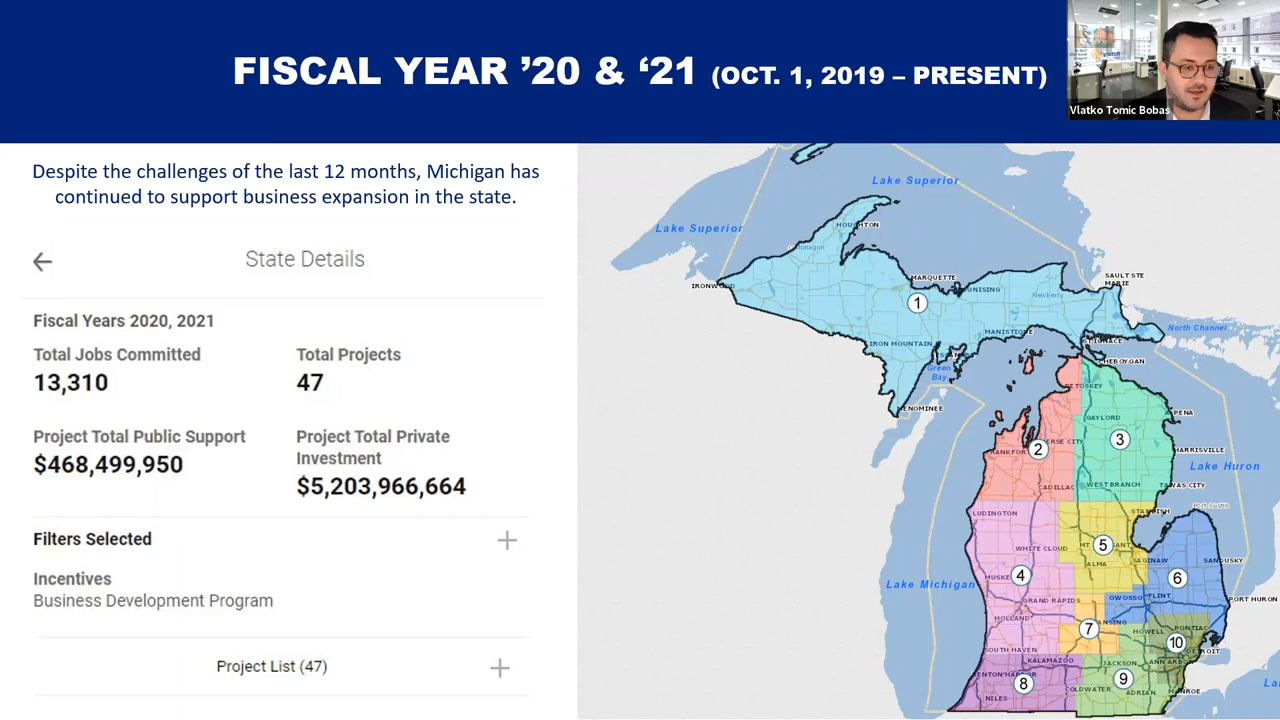 FISCAL YEAR ’20 & ‘21 (OCT. 1, 2019 – PRESENT)
Vlatko Tomic Bobas
Despite the challenges of the last 12 months, Michigan has
continued to support business expansion in the state.
State Details
Fiscal Years 2020, 2021
Total Jobs Committed
13,310
Total Projects
47
Project Total Public Support
$468,499,950
Project Total Private
Investment
$5,203,966,664
Filters Selected
Incentives
Business Development Program
Project List (47)
Lake Superior
Lake Superior
HOUGHTON
IRONWOOD
MARQUETTE
1
Newberry
SAULT STE
MARIE
North Channel
MANISTIQUE
IRON MOUNTAIN
CHEBOYGAN
Green
Bay
MENOMINEE
PETOSKEY
GAYLORD
3
2
HARRISVILLE
Lake Huron
CADILLAC
WEST BRANCH
TAWAS CITY
Port Austin
LUDINGTON
STANDISH
WHITE CLOUD
5
ALMA
SAGINAW
SANDUSKY
4
6
Lake Michigan
GRAND RAPIDS
OWOSSO
FLINT
PORT HURON
HOLLAND
7
HOWELL
PONTIAC
10
SOUTH HAVEN
KALAMAZOO
JACKSON
ANN ARBOR
DETROIT
8
9
NILES
COLDWATER
ADRIAN
MONROE